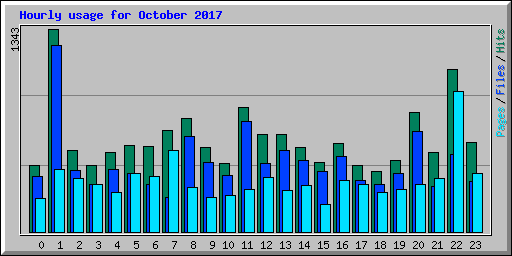 Hourly usage for October 2017
1343
Pages/Files/Hits
0 1 2 3 4 5 6 7 8 9 10 11 12 13 14 15 16 17 18 19 20 21 22 23